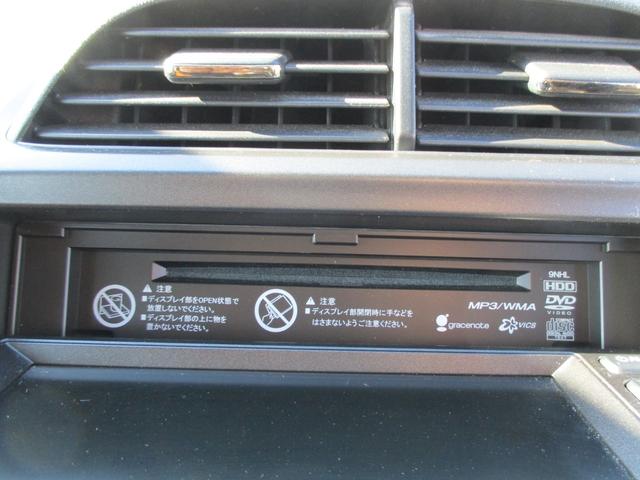 9NHL
HDD
⚠ 注意
■ディスプレイ部をOPEN状態で
放置しないでください。
■ディスプレイ部の上に物を
置かないでください。
⚠ 注意
■ディスプレイ部開閉時に手などを
はさまないようご注意ください。
MP3/WMA
DVD
VIDEO
gracenote
VICS
COMPACT
disc